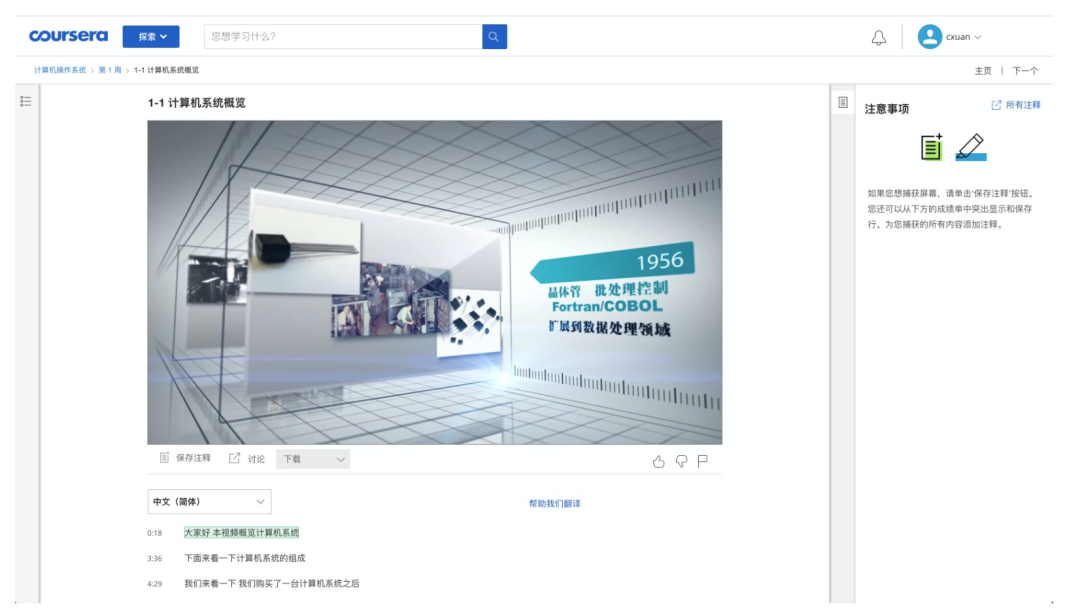 coursera
探索
您想学习什么?
cxuan
计算机操作系统 › 第 1 周 › 1-1 计算机系统概览
主页 | 下一个
1-1 计算机系统概览
1956
晶体管 批处理控制
Fortran/COBOL
扩展到数据处理领域
保存注释
讨论
下载
中文（简体）
帮助我们翻译
0:18 大家好 本视频概览计算机系统
3:36 下面来看一下计算机系统的组成
4:29 我们来看一下 我们购买了一台计算机系统之后
注意事项
所有注释
如果您想捕获屏幕，请单击‘保存注释’按钮。
您还可以从下方的成绩单中突出显示和保存
行。为您捕获的所有内容添加注释。